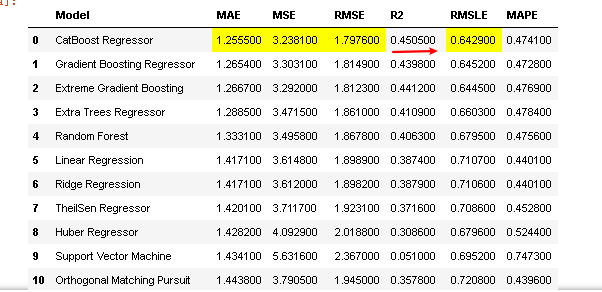 Model MAE MSE RMSE R2 RMSLE MAPE
0 CatBoost Regressor 1.255500 3.238100 1.797600 0.450500 0.642900 0.474100
1 Gradient Boosting Regressor 1.265400 3.303100 1.814900 0.439800 0.645200 0.472800
2 Extreme Gradient Boosting 1.266700 3.292000 1.812300 0.441200 0.644500 0.476900
3 Extra Trees Regressor 1.288500 3.471500 1.861000 0.410900 0.660300 0.478400
4 Random Forest 1.333100 3.495800 1.867800 0.406300 0.679500 0.475600
5 Linear Regression 1.417100 3.614800 1.898900 0.387400 0.710700 0.440100
6 Ridge Regression 1.417100 3.612000 1.898200 0.387900 0.710600 0.440100
7 TheilSen Regressor 1.420100 3.711700 1.923100 0.371600 0.708600 0.452800
8 Huber Regressor 1.428200 4.092900 2.018800 0.308600 0.679600 0.524400
9 Support Vector Machine 1.434100 5.631600 2.367000 0.051000 0.695200 0.747300
10 Orthogonal Matching Pursuit 1.443800 3.790500 1.945000 0.357800 0.720800 0.439600